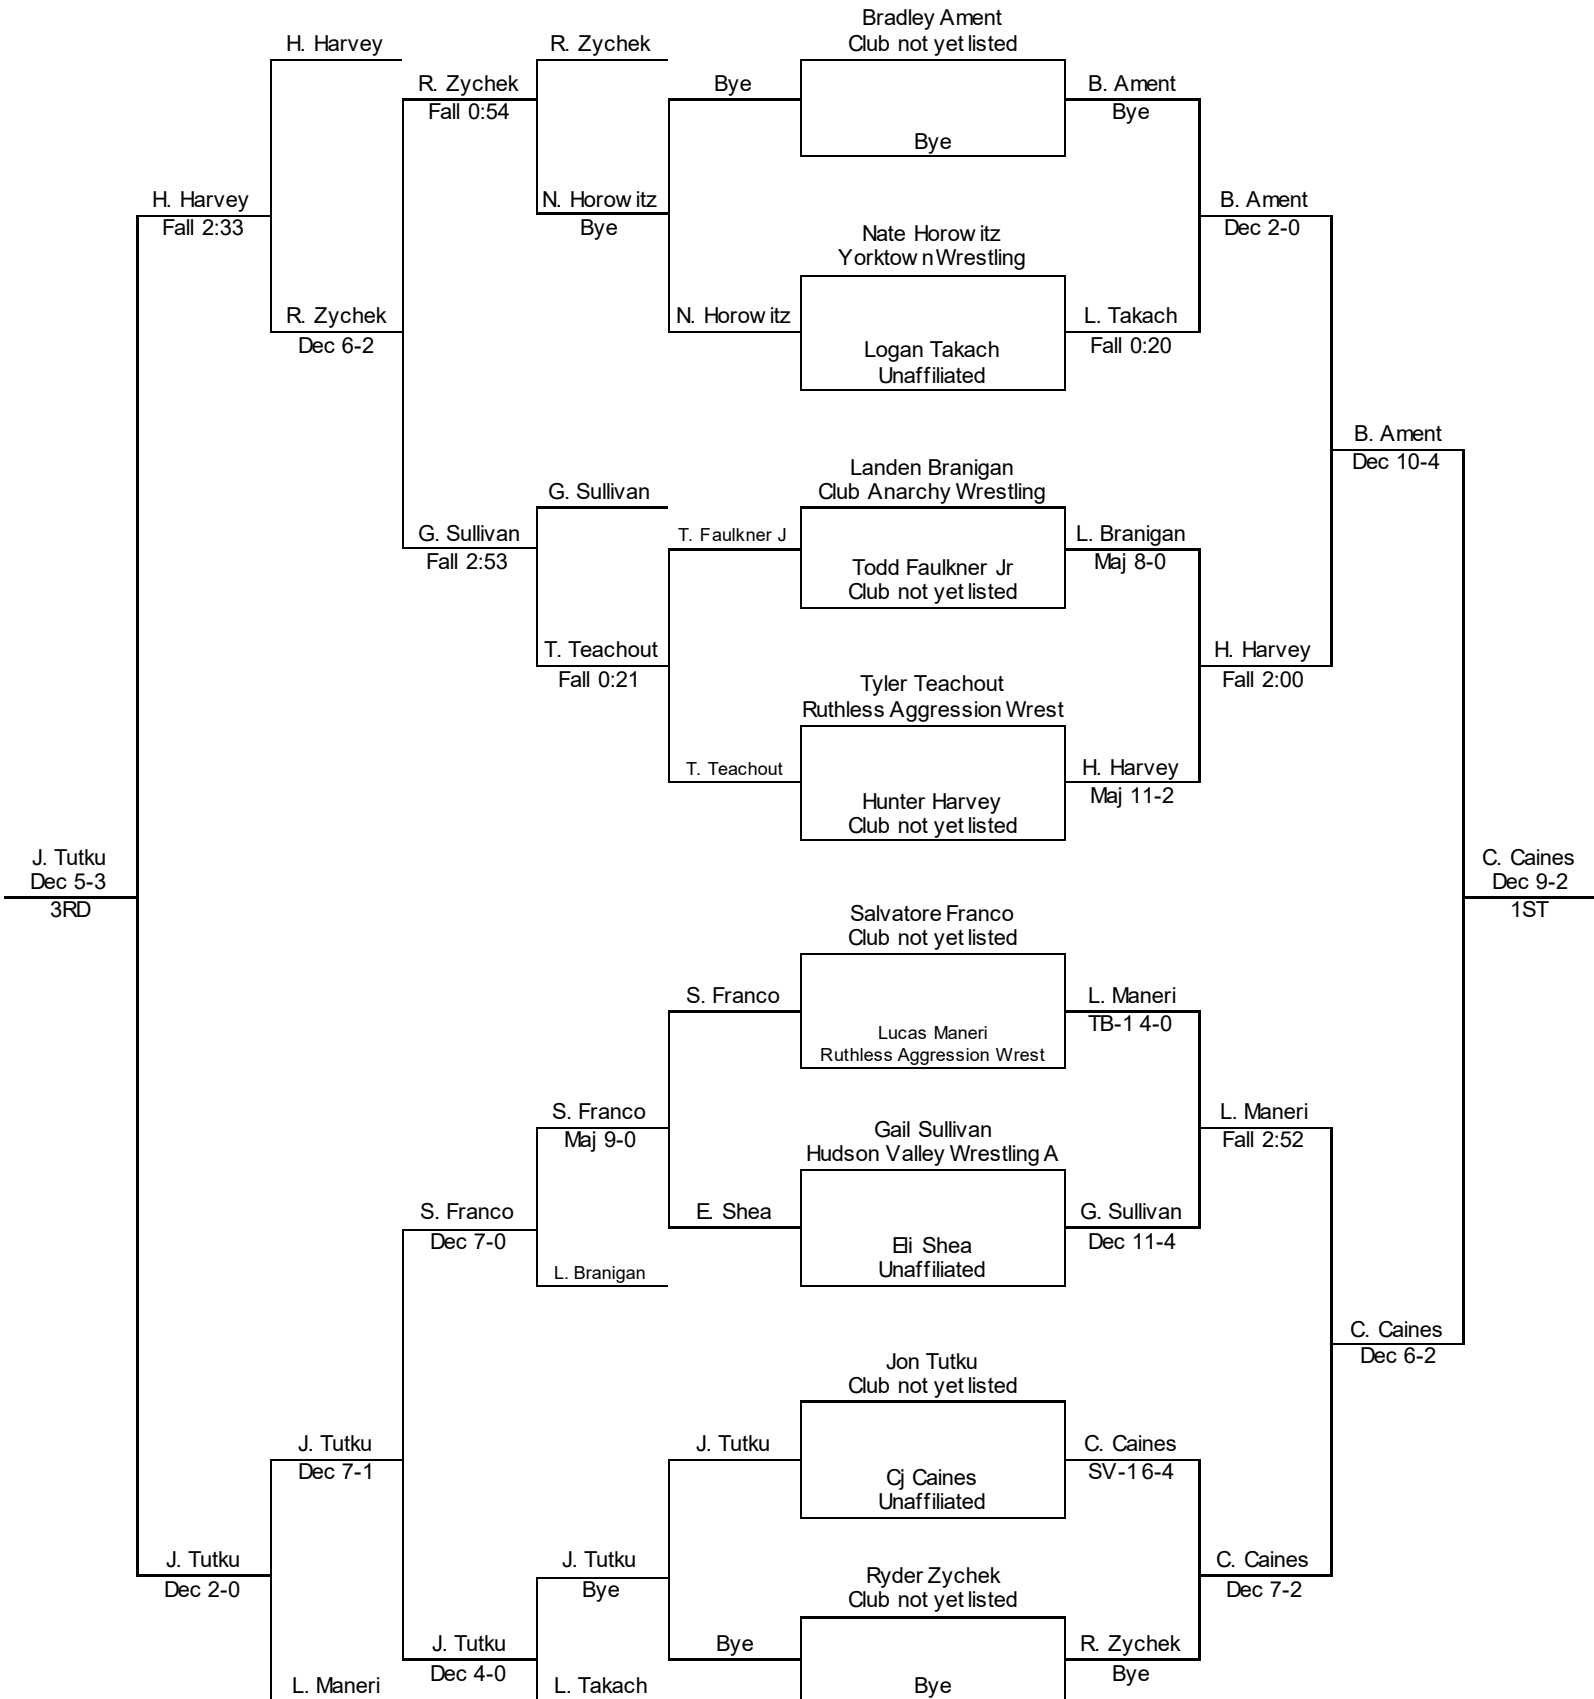 Bradley Ament
H. Harvey
R. Zychek
Club not yet listed
R. Zychek
Bye
B. Ament
Fall 0:54
Bye
Bye
H. Harvey
N. Horowitz
B. Ament
Fall 2:33
Bye
Dec 2-0
Nate Horowitz
Yorktown Wrestling
R. Zychek
N. Horowitz
L. Takach
Dec 6-2
Fall 0:20
Logan Takach
Unaffiliated
B. Ament
Dec 10-4
Landen Branigan
G. Sullivan
Club Anarchy Wrestling
G. Sullivan
T. Faulkner J
L. Branigan
Fall 2:53
Maj 8-0
Todd Faulkner Jr
Club not yet listed
T. Teachout
H. Harvey
Fall 0:21
Fall 2:00
Tyler Teachout
Ruthless Aggression Wrest
T. Teachout
H. Harvey
Maj 11-2
Hunter Harvey
Club not yet listed
J. Tutku
C. Caines
Dec 5-3
Dec 9-2
3RD
1ST
Salvatore Franco
Club not yet listed
S. Franco
L. Maneri
TB-1 4-0
Lucas Maneri
Ruthless Aggression Wrest
S. Franco
L. Maneri
Maj 9-0
Fall 2:52
Gail Sullivan
Hudson Valley Wrestling A
S. Franco
E. Shea
G. Sullivan
Dec 7-0
Dec 11-4
Eli Shea
Unaffiliated
L. Branigan
C. Caines
Dec 6-2
Jon Tutku
Club not yet listed
J. Tutku
J. Tutku
C. Caines
Dec 7-1
SV-1 6-4
Cj Caines
Unaffiliated
J. Tutku
J. Tutku
C. Caines
Dec 2-0
Bye
Dec 7-2
Ryder Zychek
Club not yet listed
J. Tutku
Bye
R. Zychek
Dec 4-0
Bye
L. Maneri
L. Takach
Bye